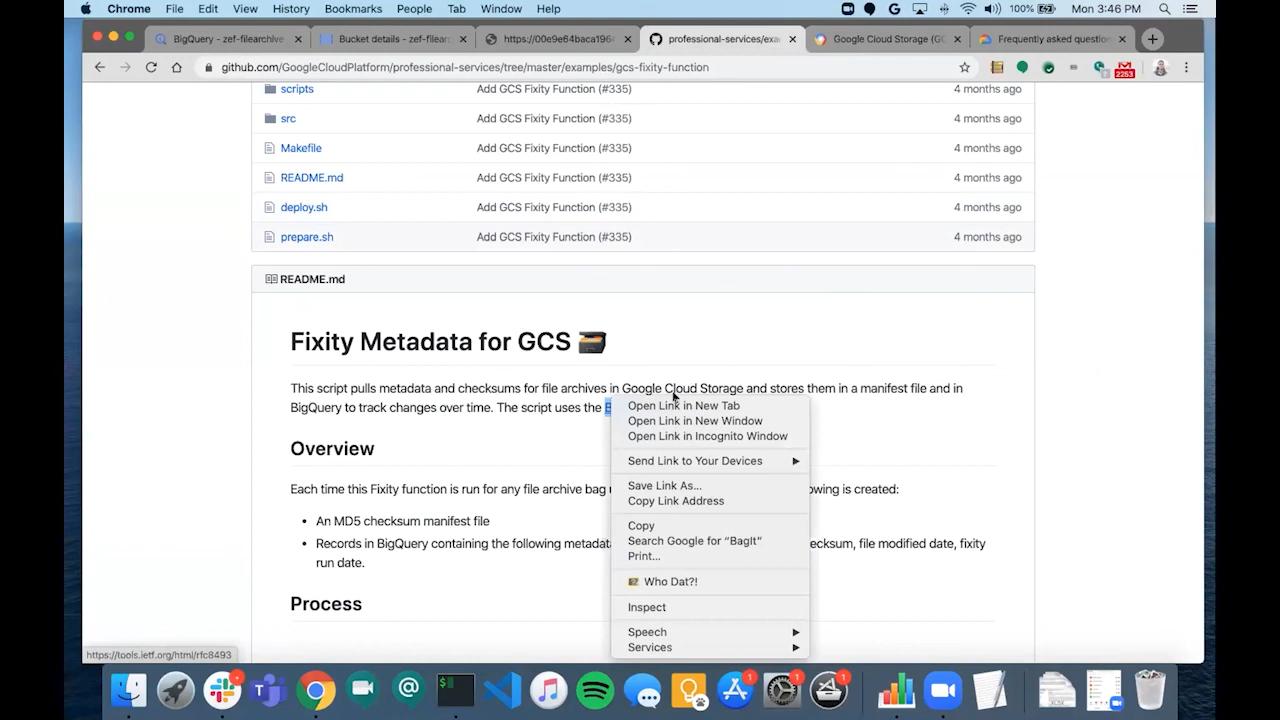 Chrome File Edit View History Bookmarks People Tab Window Help
100% Mon 3:46 PM
BigQuery - zef-filearchive
Bucket details - zef-filear
https://00e9e64baca196
professional-services/exa
Google Cloud Storage (GC
Frequently asked question
github.com/GoogleCloudPlatform/professional-services/tree/master/examples/gcs-fixity-function
2253
scripts Add GCS Fixity Function (#335) 4 months ago
src Add GCS Fixity Function (#335) 4 months ago
Makefile Add GCS Fixity Function (#335) 4 months ago
README.md Add GCS Fixity Function (#335) 4 months ago
deploy.sh Add GCS Fixity Function (#335) 4 months ago
prepare.sh Add GCS Fixity Function (#335) 4 months ago
README.md
Fixity Metadata for GCS
This script pulls metadata and checksums for file archives in Google Cloud Storage and stores them in a manifest file and in
BigQuery to track changes over time. The script uses the
Overview
Each time this Fixity function is run for any file archive bag owing is created:
• An MD5 checksum manifest file
• Records in BigQuery containing the following m ecksum, file modified date, fixity
run date.
Process
Open Link in New Tab
Open Link in New Window
Open Link in Incognito Window
Send Link to Your Devices
Save Link As...
Copy Link Address
Copy
Search Google for “BagIt”
Print...
Who Dat?!
Inspect
Speech
Services
https://tools.ietf.org/html/rfc8493
1